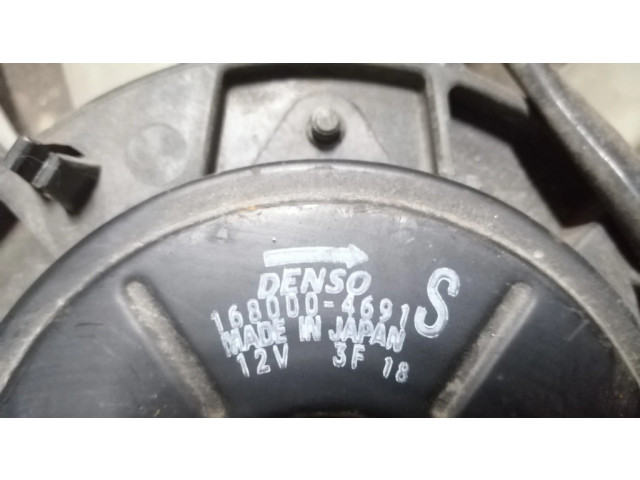 DENSO
168000-4691 S
MADE IN JAPAN
12V 3F 18